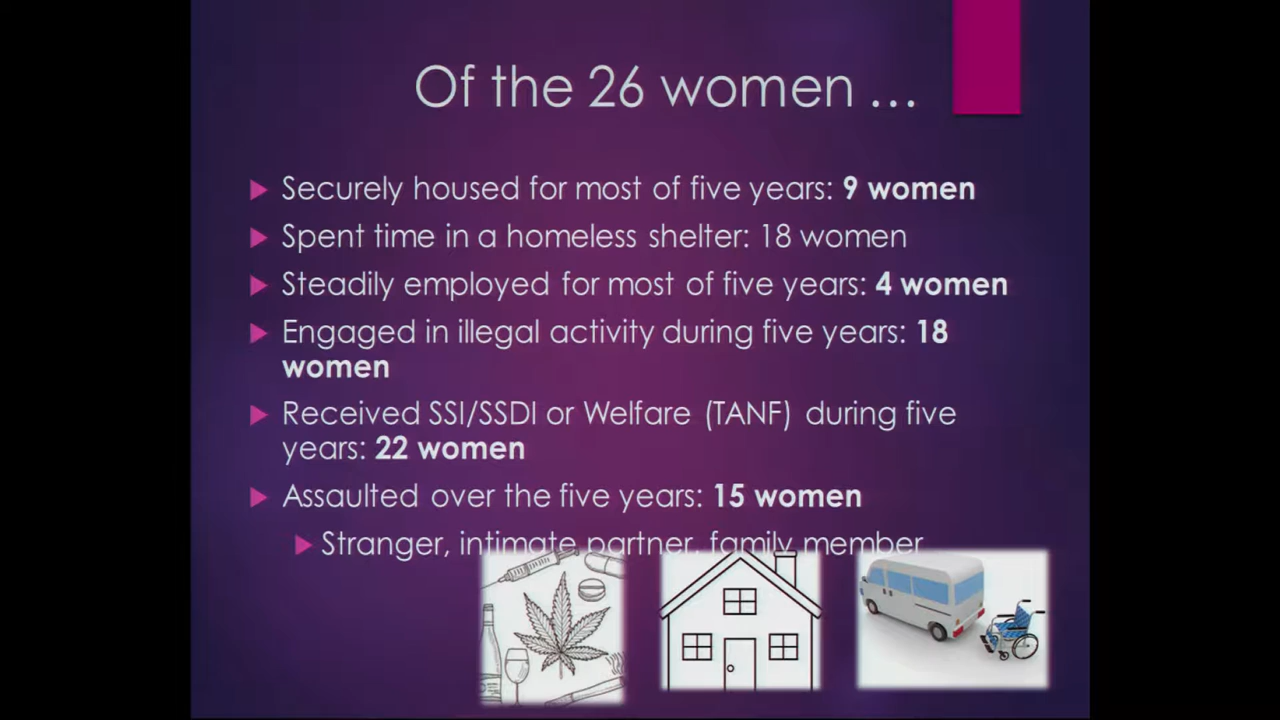 Of the 26 women …
Securely housed for most of five years: 9 women
Spent time in a homeless shelter: 18 women
Steadily employed for most of five years: 4 women
Engaged in illegal activity during five years: 18
women
Received SSI/SSDI or Welfare (TANF) during five
years: 22 women
Assaulted over the five years: 15 women
Stranger, intimate partner, family member